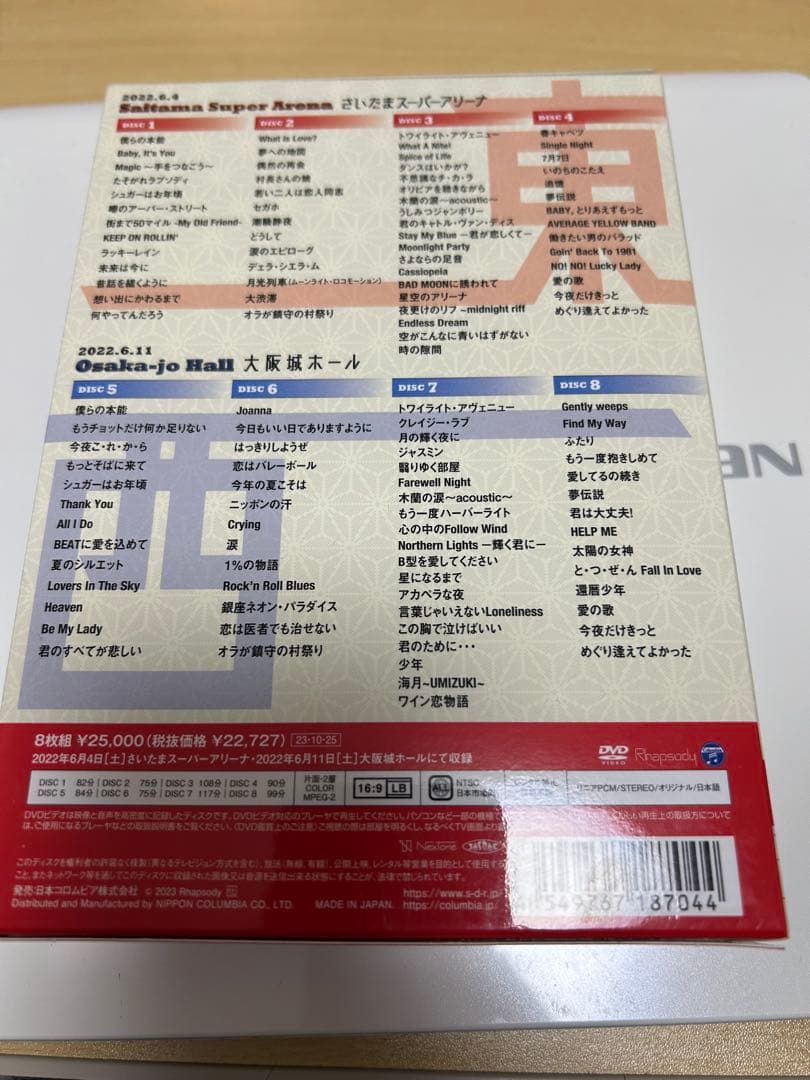 2022.6.4
Saitama Super Arena さいたまスーパーアリーナ
DISC 1
僕らの本能
Baby, It's You
Magic 〜手をつなごう〜
たそがれラプソディ
シュガーはお年頃
噂のアーバー・ストリート
街まで50マイル -My Old Friend-
KEEP ON ROLLIN'
ラッキーレイン
未来は今に
昔話を繙くように
想い出にかわるまで
何やってんだろう
DISC 2
What is Love?
夢への地図
偶然の再会
村長さんの娘
若い二人は恋人同志
セガホ
潮騒静夜
どうして
涙のエピローグ
デェラ・シエラ・ム
月光列車(ムーンライト・ロコモーション)
大渋滞
オラが鎮守の村祭り
DISC 3
トワイライト・アヴェニュー
What A Nite!
Spice of Life
ダンスはいかが?
不思議なチ・カ・ラ
オリビアを聴きながら
木蘭の涙〜acoustic〜
うしみつジャンボリー
君のキャトル・ヴァン・ディス
Stay My Blue ー君が恋しくてー
Moonlight Party
さよならの足音
Cassiopeia
BAD MOONに誘われて
星空のアリーナ
夜更けのリフ ~midnight riff
Endless Dream
空がこんなに青いはずがない
時の隙間
DISC 4
春キャベツ
Single Night
7月7日
いのちのこたえ
追憶
夢伝説
BABY, とりあえずもっと
AVERAGE YELLOW BAND
働きたい男のバラッド
Goin' Back To 1981
NO! NO! Lucky Lady
愛の歌
今夜だけきっと
めぐり逢えてよかった
東
2022.6.11
Osaka-jo Hall 大阪城ホール
DISC 5
僕らの本能
もうチョットだけ何か足りない
今夜こ・れ・か・ら
もっとそばに来て
シュガーはお年頃
Thank You
All I Do
BEATに愛を込めて
夏のシルエット
Lovers In The Sky
Heaven
Be My Lady
君のすべてが悲しい
DISC 6
Joanna
今日もいい日でありますように
はっきりしようぜ
恋はバレーボール
今年の夏こそは
ニッポンの汗
Crying
涙
1%の物語
Rock'n Roll Blues
銀座ネオン・パラダイス
恋は医者でも治せない
オラが鎮守の村祭り
DISC 7
トワイライト・アヴェニュー
クレイジー・ラブ
月の輝く夜に
ジャスミン
翳りゆく部屋
Farewell Night
木蘭の涙〜acoustic〜
もう一度ハーバーライト
心の中のFollow Wind
Northern Lights ー輝く君にー
B型を愛してください
星になるまで
アカペラな夜
言葉じゃいえないLoneliness
この胸で泣けばいい
君のために・・・
少年
海月~UMIZUKI~
ワイン恋物語
DISC 8
Gently weeps
Find My Way
ふたり
もう一度抱きしめて
愛してるの続き
夢伝説
君は大丈夫!
HELP ME
太陽の女神
と・つ・ぜ・ん Fall In Love
還暦少年
愛の歌
今夜だけきっと
めぐり逢えてよかった
西
8枚組 ¥25,000(税抜価格 ¥22,727) 23・10・25
2022年6月4日[土]さいたまスーパーアリーナ・2022年6月11日[土]大阪城ホールにて収録
DVD VIDEO
Rhapsody
DISC 1 82分 DISC 2 75分 DISC 3 108分 DISC 4 90分
DISC 5 84分 DISC 6 75分 DISC 7 117分 DISC 8 99分
片面・2層
COLOR
MPEG-2
16:9 LB
ALL
NTSC
日本市場
リニアPCM/STEREO/オリジナル/日本語
NexTone JASRAC
発売:日本コロムビア株式会社 © 2023 Rhapsody
Distributed and Manufactured by NIPPON COLUMBIA CO., LTD. MADE IN JAPAN.
https://www.s-d-r.jp/
https://columbia.jp/
4 549767 187044